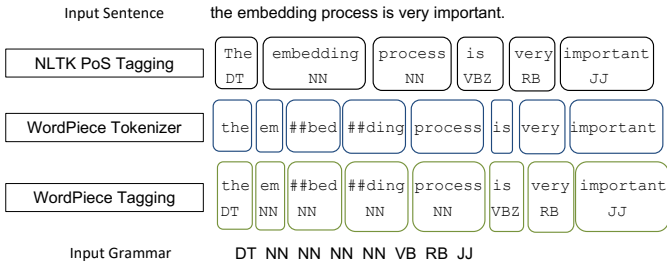 Input Sentence the embedding process is very important.
NLTK PoS Tagging The embedding process is very important
DT NN NN VBZ RB JJ
WordPiece Tokenizer the em ##bed ##ding process is very important
WordPiece Tagging the em ##bed ##ding process is very important
DT NN NN NN NN VBZ RB JJ
Input Grammar DT NN NN NN NN VB RB JJ